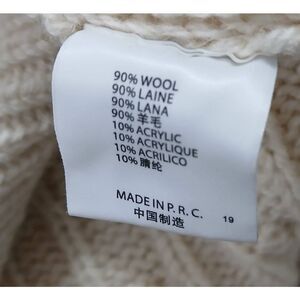 90% WOOL
90% LAINE
90% LANA
90% 羊毛
10% ACRYLIC
10% ACRYLIQUE
10% ACRILICO
10% 腈纶
MADE IN P. R. C.
中国制造
19